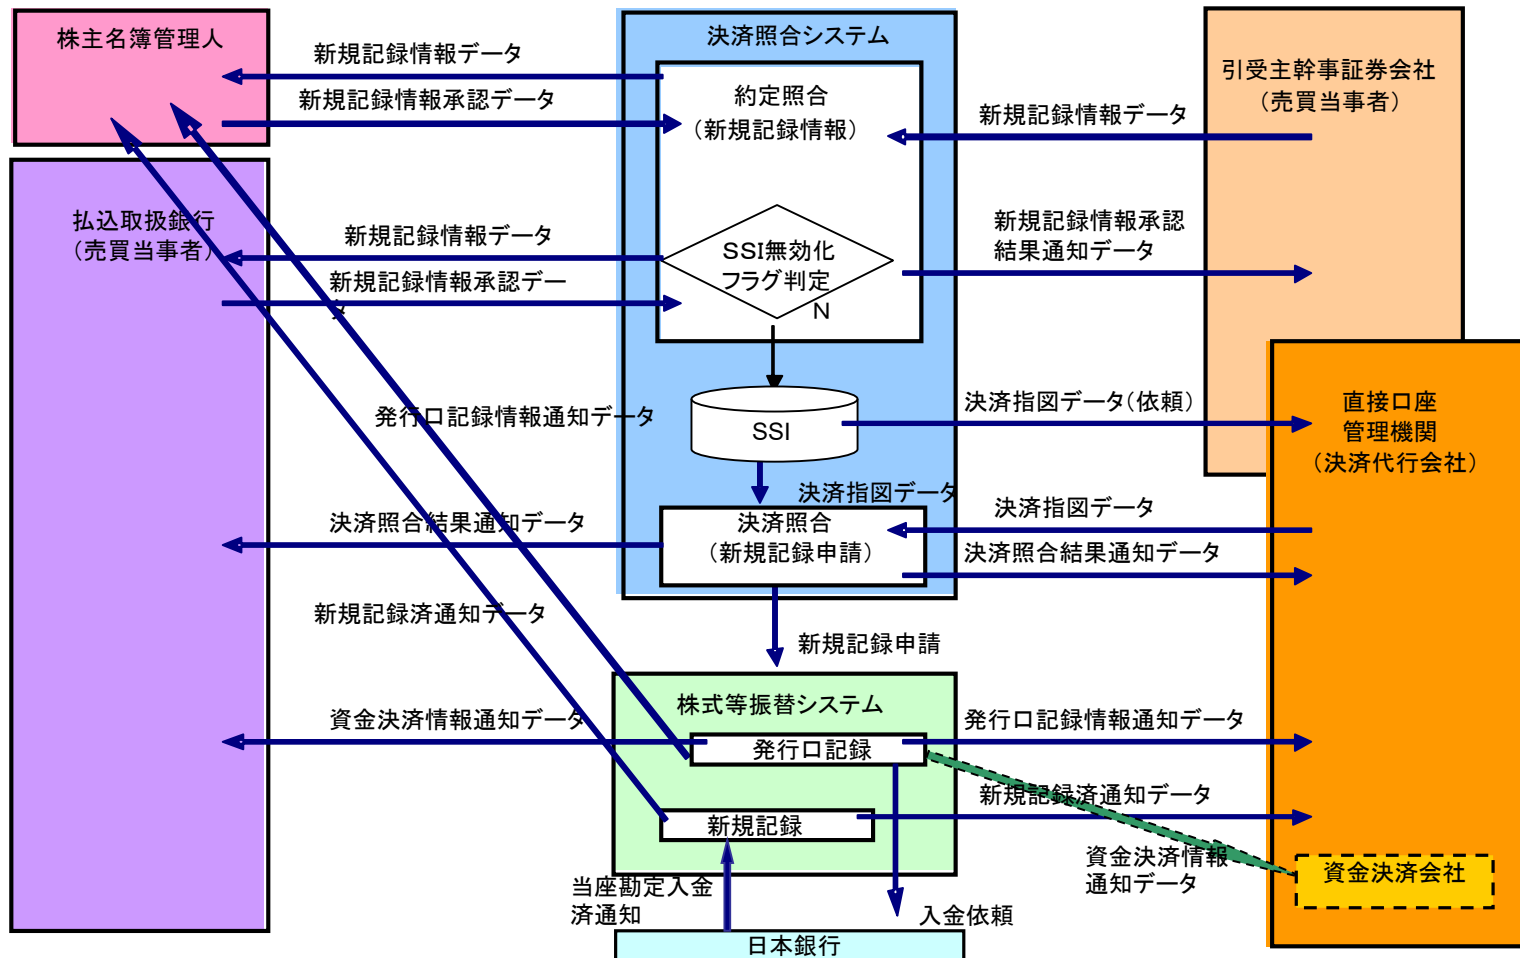 株主名簿管理人
決済照合システム
引受主幹事証券会社
（売買当事者）
新規記録情報データ
新規記録情報承認データ
約定照合
（新規記録情報）
新規記録情報データ
払込取扱銀行
（売買当事者）
新規記録情報データ
新規記録情報承認デー
タ
SSI無効化
フラグ判定
N
新規記録情報承認
結果通知データ
発行口記録情報通知データ
SSI
決済指図データ（依頼）
直接口座
管理機関
（決済代行会社）
決済指図データ
決済照合結果通知データ
決済照合
（新規記録申請）
決済指図データ
決済照合結果通知データ
新規記録済通知データ
新規記録申請
株式等振替システム
資金決済情報通知データ
発行口記録
発行口記録情報通知データ
新規記録済通知データ
新規記録
資金決済情報
通知データ
資金決済会社
当座勘定入金
済通知
入金依頼
日本銀行